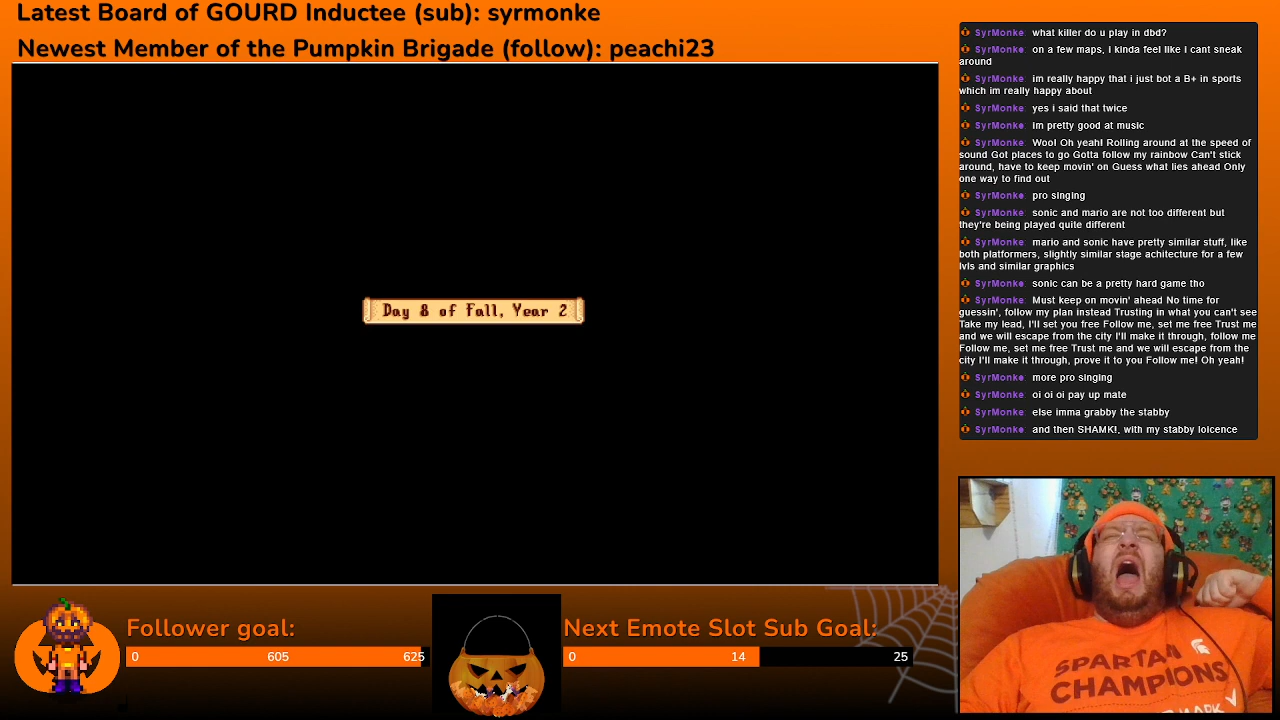 Latest Board of GOURD Inductee (sub): syrmonke
Newest Member of the Pumpkin Brigade (follow): peachi23
Day 8 of Fall, Year 2
SyrMonke what killer do u play in dbd?
SyrMonke on a few maps, I kinda feel like I cant sneak
around
SyrMonke im really happy that i just bot a B+ in sports
which im really happy about
SyrMonke yes i said that twice
SyrMonke Im pretty good at music
SyrMonke Woo! Oh yeah! Rolling around at the speed of
sound Got places to go Gotta follow my rainbow Can't stick
around, have to keep movin' on Guess what lies ahead Only
one way to find out
SyrMonke pro singing
SyrMonke sonic and mario are not too different but
they're being played quite different
SyrMonke mario and sonic have pretty similar stuff, like
both platformers, slightly similar stage achitecture for a few
lvls and similar graphics
SyrMonke sonic can be a pretty hard game tho
SyrMonke Must keep on movin' ahead No time for
guessin', follow my plan instead Trusting in what you can't see
Take my lead, I'll set you free Follow me, set me free Trust me
and we will escape from the city I'll make it through, follow me
Follow me, set me free Trust me and we will escape from the
city I'll make it through, prove it to you Follow me! Oh yeah!
SyrMonke more pro singing
SyrMonke oi oi oi pay up mate
SyrMonke else imma grabby the stabby
SyrMonke and then SHAMK!, with my stabby lolcence
Follower goal:
0 605 625
Next Emote Slot Sub Goal:
0 14 25
SPARTAN
CHAMPIONS